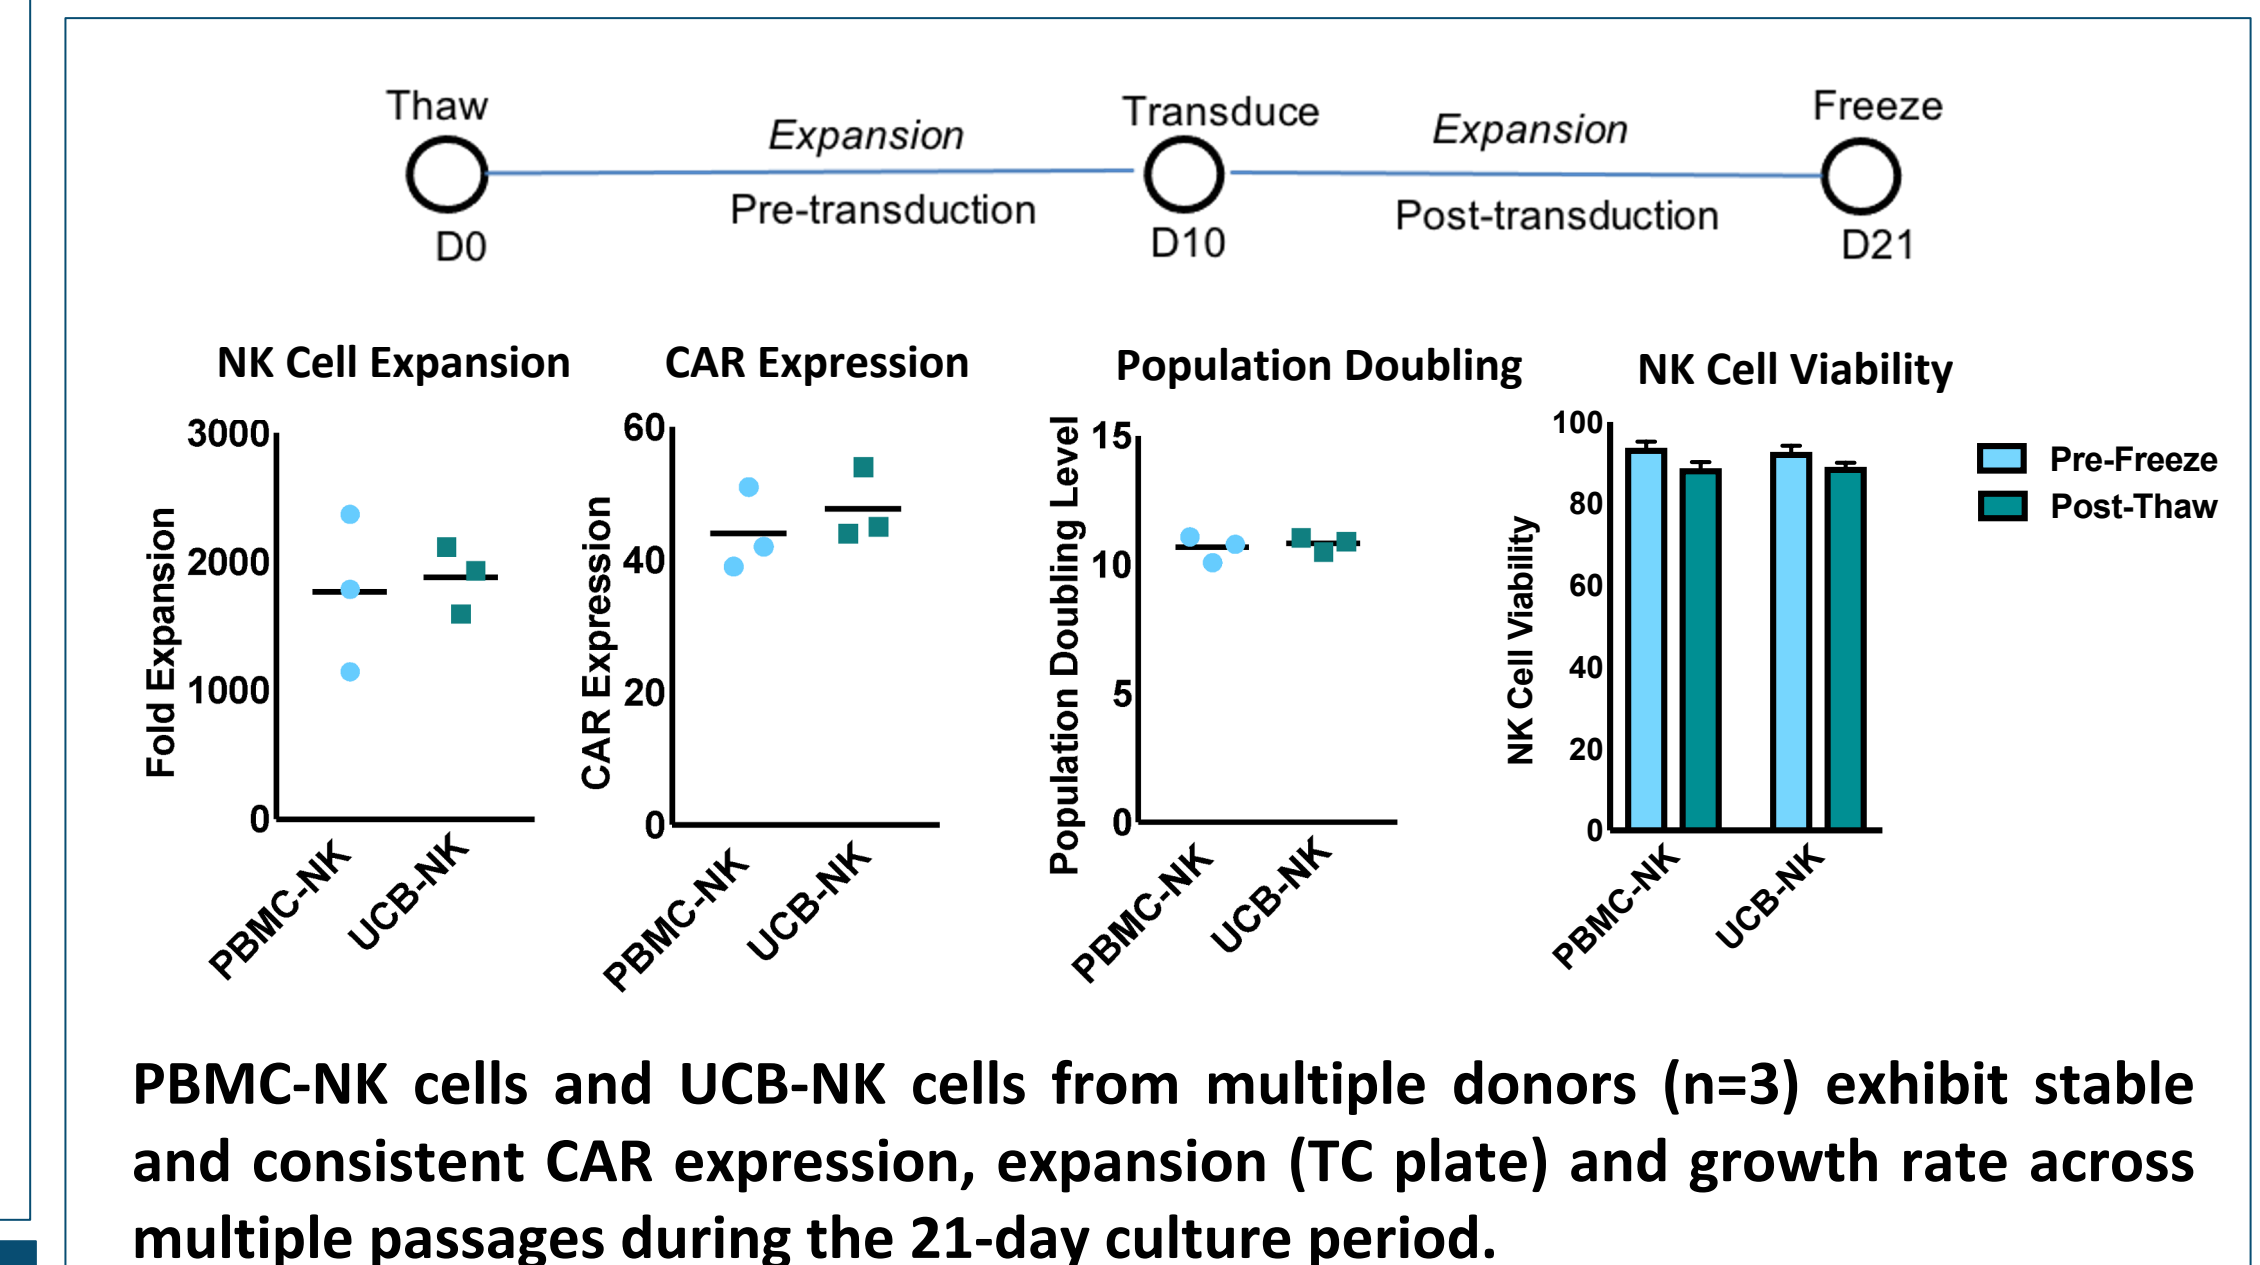 Thaw
Expansion
Transduce
Expansion
Freeze
Pre-transduction
Post-transduction
D0
D10
D21
NK Cell Expansion
Fold Expansion
3000
2000
1000
0
PBMC-NK
UCB-NK
CAR Expression
CAR Expression
60
40
20
0
PBMC-NK
UCB-NK
Population Doubling
Population Doubling Level
15
10
5
0
PBMC-NK
UCB-NK
NK Cell Viability
NK Cell Viability
100
80
60
40
20
0
PBMC-NK
UCB-NK
Pre-Freeze
Post-Thaw
PBMC-NK cells and UCB-NK cells from multiple donors (n=3) exhibit stable
and consistent CAR expression, expansion (TC plate) and growth rate across
multiple passages during the 21-day culture period.